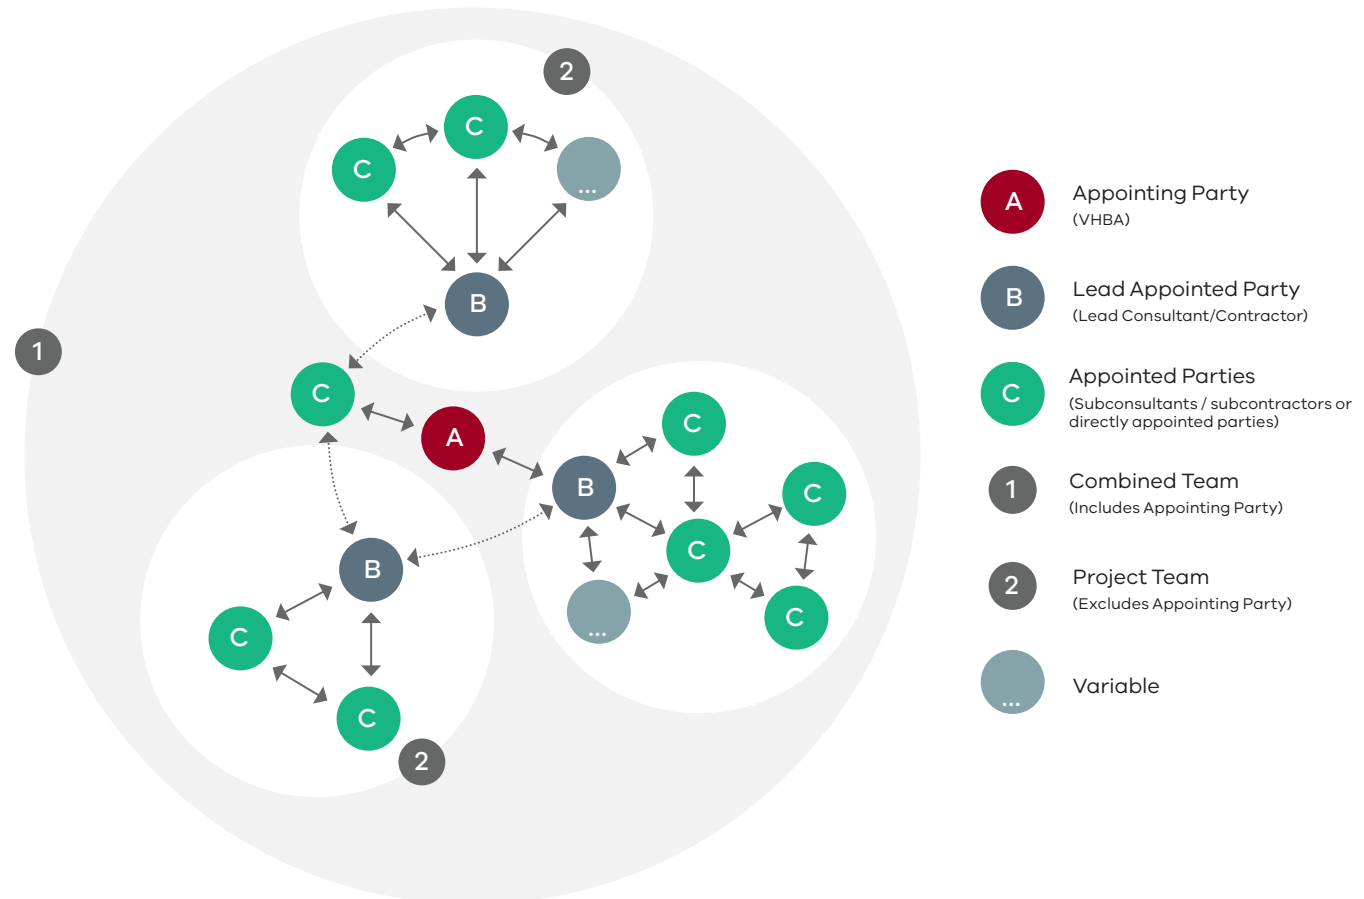 2
C
C
...
B
1
C
A
C
B
C
C
B
C
...
C
C
C
2
A
Appointing Party
(VHBA)
B
Lead Appointed Party
(Lead Consultant/Contractor)
C
Appointed Parties
(Subconsultants / subcontractors or
directly appointed parties)
1
Combined Team
(Includes Appointing Party)
2
Project Team
(Excludes Appointing Party)
...
Variable